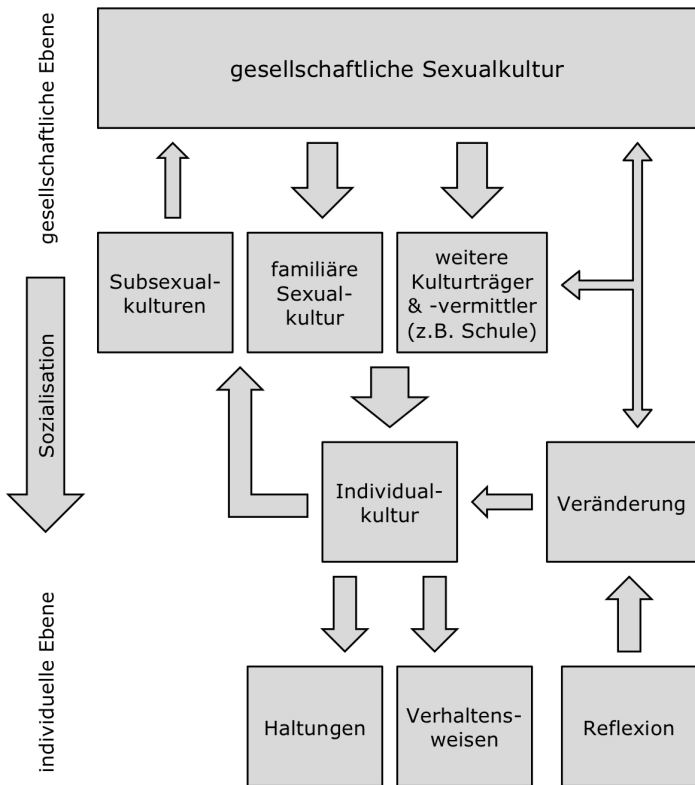 gesellschaftliche Ebene
gesellschaftliche Sexualkultur
Subsexual-
kulturen
familiäre
Sexual-
kultur
weitere
Kulturträger
& -vermittler
(z.B. Schule)
Sozialisation
Individual-
kultur
Veränderung
individuelle Ebene
Haltungen
Verhaltens-
weisen
Reflexion